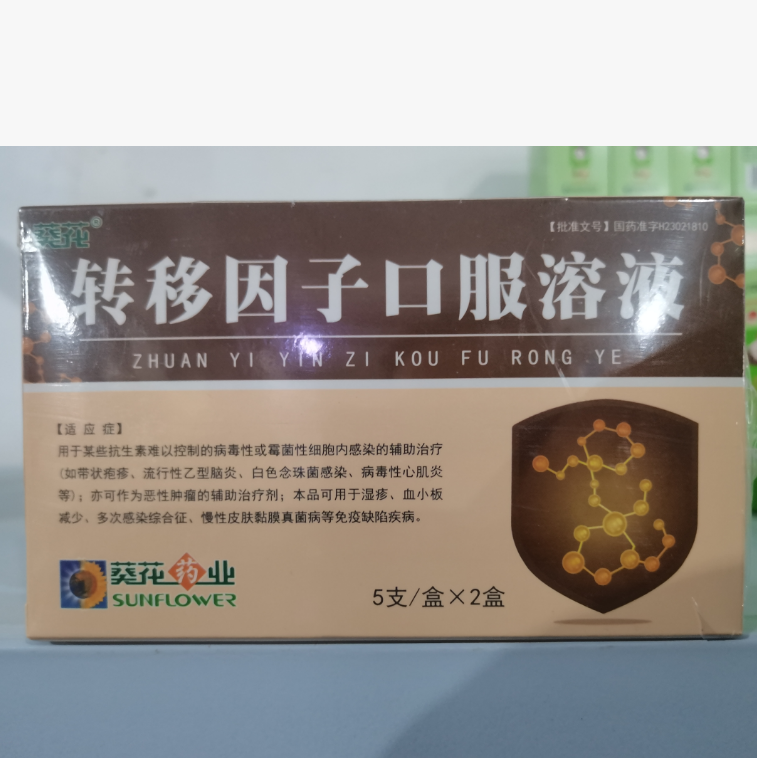 葵花®
【批准文号】国药准字H23021810
转移因子口服溶液
ZHUAN YI YIN ZI KOU FU RONG YE
【适 应 症】
用于某些抗生素难以控制的病毒性或霉菌性细胞内感染的辅助治疗
(如带状疱疹、流行性乙型脑炎、白色念珠菌感染、病毒性心肌炎
等);亦可作为恶性肿瘤的辅助治疗剂;本品可用于湿疹、血小板
减少、多次感染综合征、慢性皮肤黏膜真菌病等免疫缺陷疾病。
葵花药业
SUNFLOWER
5支/盒×2盒